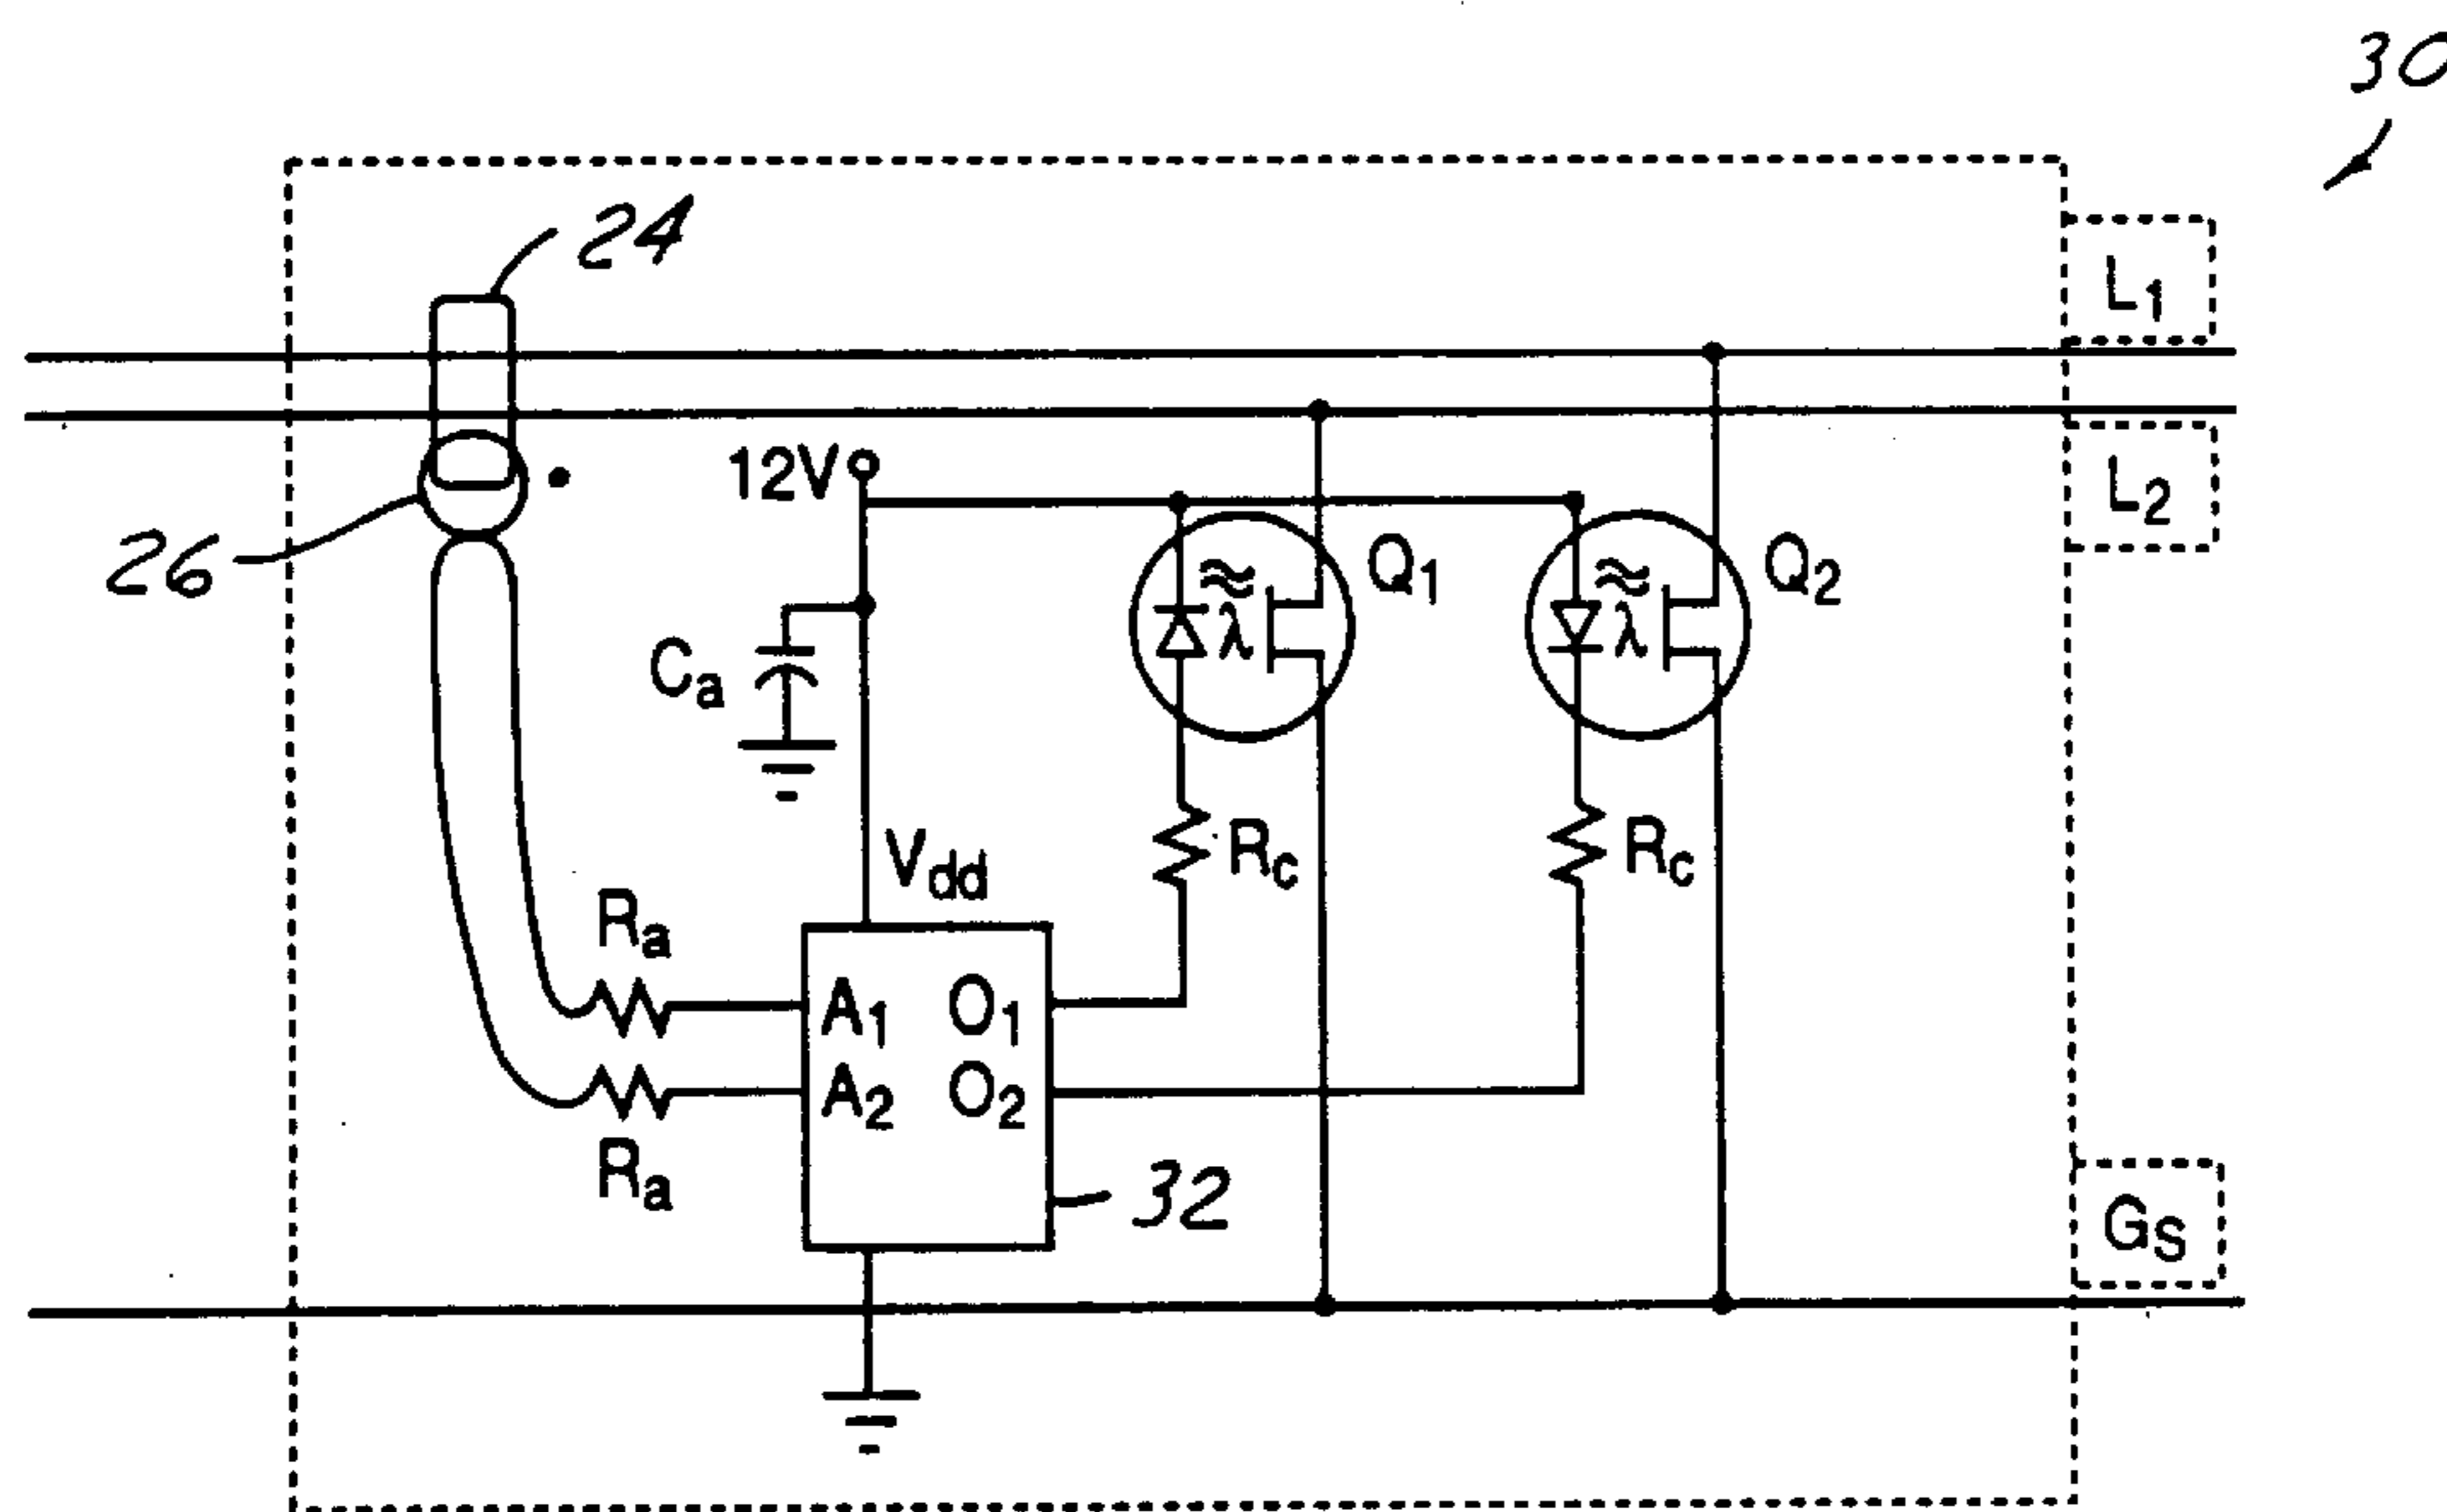 30
24
L1
L2
12V
26
Q1
Q2
≈
λ
≈
λ
Ca
Vdd
Rc
Rc
Ra
A1 O1
A2 O2
Ra
32
GS